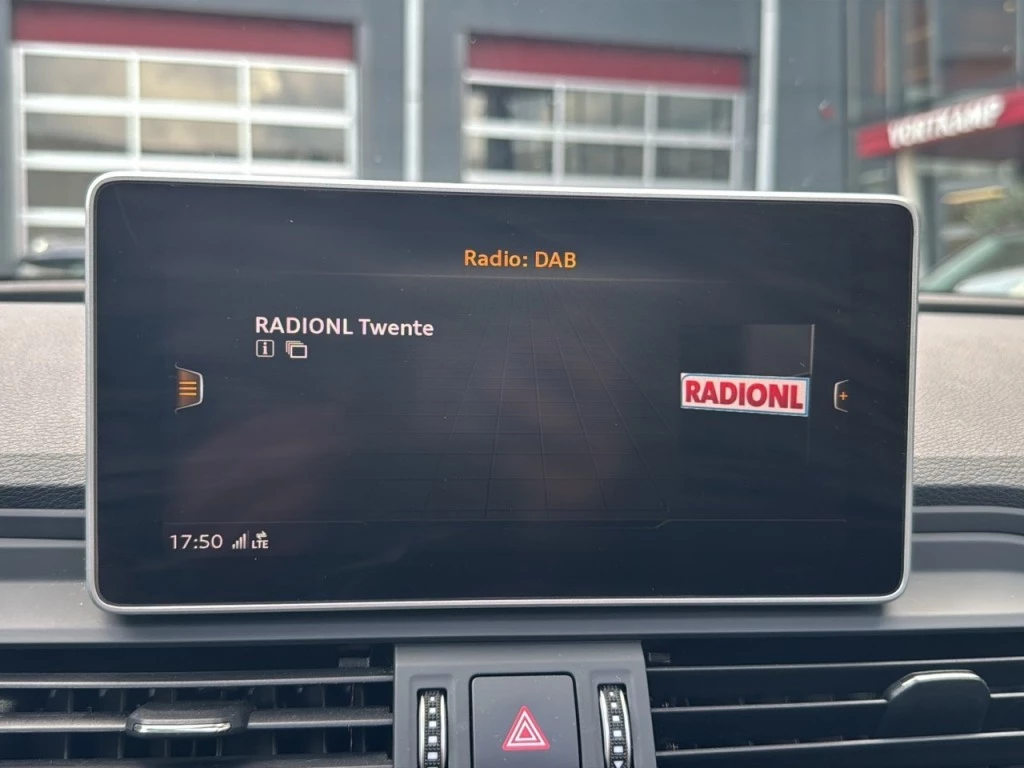 VORTKAMP
Radio: DAB
RADIONL Twente
RADIONL
17:50 LTE